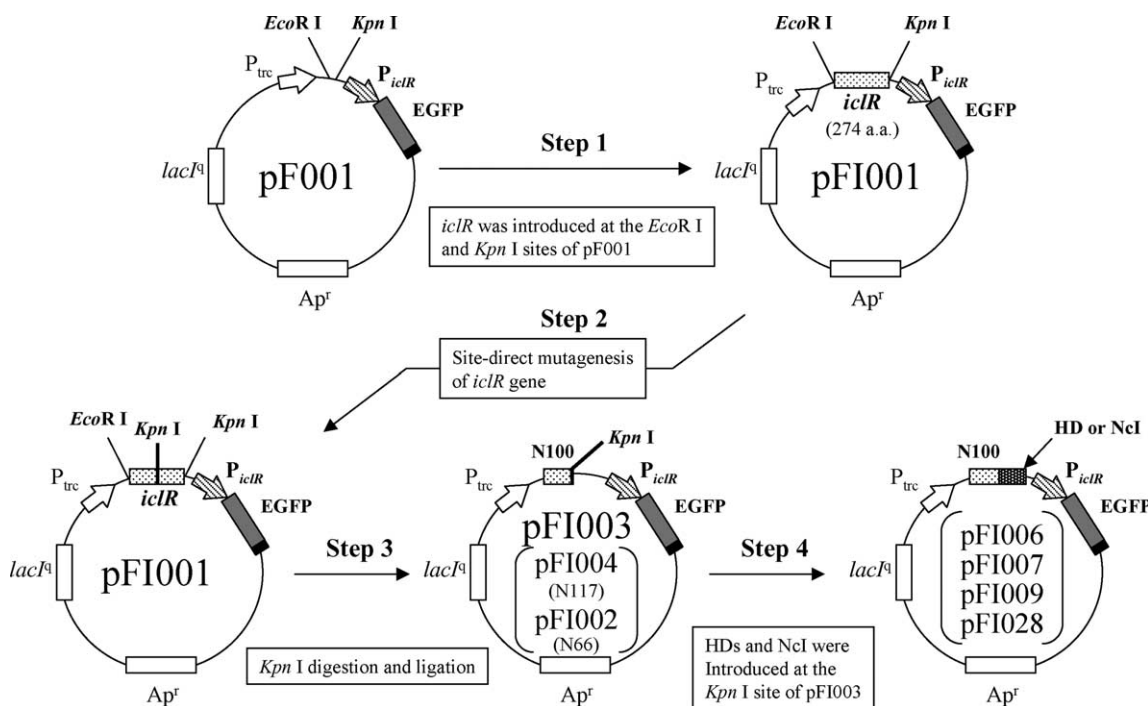 EcoR I
Kpn I
Ptrc
PiclR
EGFP
lacIq
pF001
Apr
Step 1
iclR was introduced at the EcoR I
and Kpn I sites of pF001
EcoR I
Kpn I
Ptrc
PiclR
iclR
EGFP
(274 a.a.)
lacIq
pFI001
Apr
Step 2
Site-direct mutagenesis
of iclR gene
EcoR I
Kpn I
Kpn I
Ptrc
PiclR
iclR
EGFP
lacIq
pFI001
Apr
Step 3
Kpn I digestion and ligation
Kpn I
N100
Ptrc
PiclR
EGFP
pFI003
lacIq
pFI004
(N117)
pFI002
(N66)
Apr
Step 4
HDs and NcI were
Introduced at the
Kpn I site of pFI003
HD or NcI
N100
Ptrc
PiclR
EGFP
lacIq
pFI006
pFI007
pFI009
pFI028
Apr